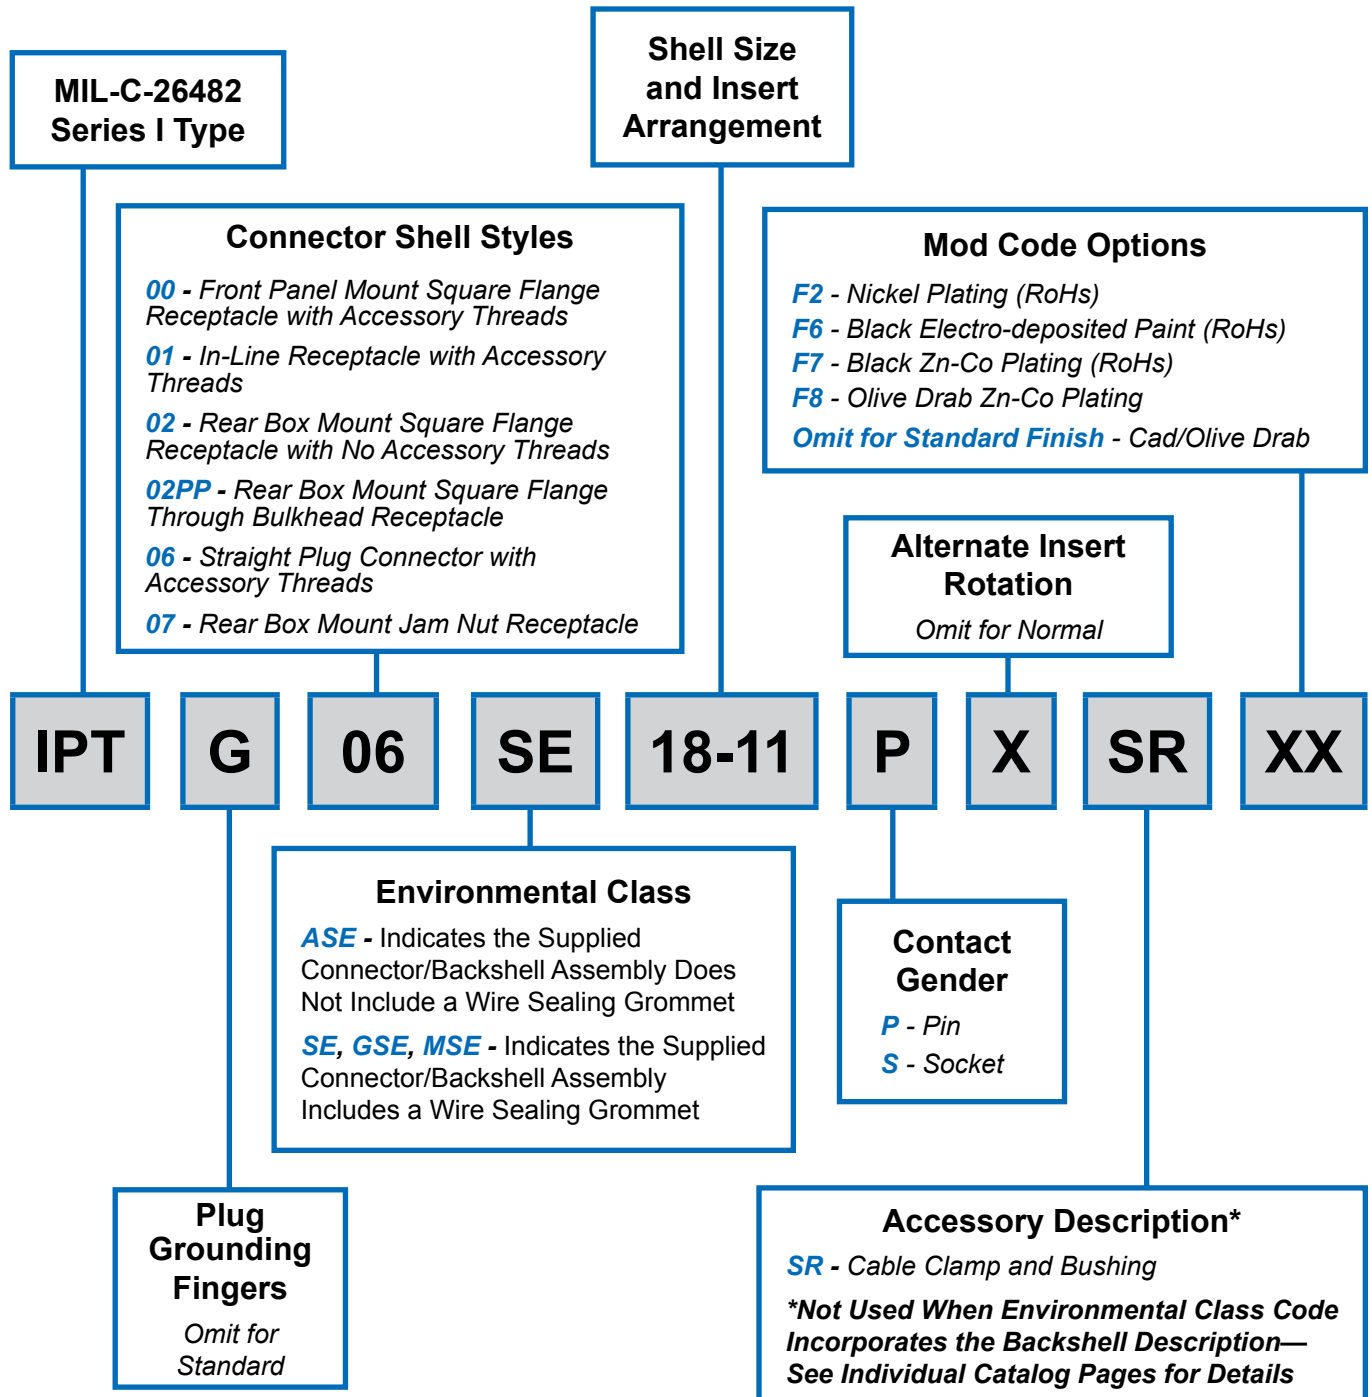 MIL-C-26482
Series I Type
Shell Size
and Insert
Arrangement
Connector Shell Styles
00 - Front Panel Mount Square Flange
Receptacle with Accessory Threads
01 - In-Line Receptacle with Accessory
Threads
02 - Rear Box Mount Square Flange
Receptacle with No Accessory Threads
02PP - Rear Box Mount Square Flange
Through Bulkhead Receptacle
06 - Straight Plug Connector with
Accessory Threads
07 - Rear Box Mount Jam Nut Receptacle
Mod Code Options
F2 - Nickel Plating (RoHs)
F6 - Black Electro-deposited Paint (RoHs)
F7 - Black Zn-Co Plating (RoHs)
F8 - Olive Drab Zn-Co Plating
Omit for Standard Finish - Cad/Olive Drab
Alternate Insert
Rotation
Omit for Normal
IPT G 06 SE 18-11 P X SR XX
Environmental Class
ASE - Indicates the Supplied
Connector/Backshell Assembly Does
Not Include a Wire Sealing Grommet
SE, GSE, MSE - Indicates the Supplied
Connector/Backshell Assembly
Includes a Wire Sealing Grommet
Contact
Gender
P - Pin
S - Socket
Plug
Grounding
Fingers
Omit for
Standard
Accessory Description*
SR - Cable Clamp and Bushing
*Not Used When Environmental Class Code
Incorporates the Backshell Description—
See Individual Catalog Pages for Details